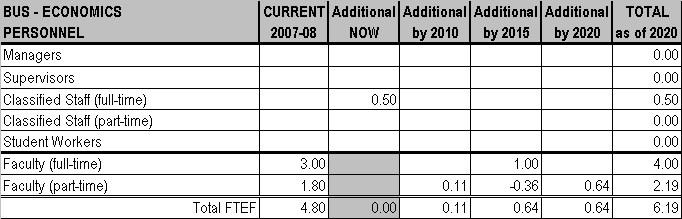 BUS - ECONOMICS CURRENT Additional Additional Additional Additional TOTAL
PERSONNEL 2007-08 NOW by 2010 by 2015 by 2020 as of 2020
Managers 0.00
Supervisors 0.00
Classified Staff (full-time) 0.50 0.50
Classified Staff (part-time) 0.00
Student Workers 0.00
Faculty (full-time) 3.00 1.00 4.00
Faculty (part-time) 1.80 0.11 -0.36 0.64 2.19
Total FTEF 4.80 0.00 0.11 0.64 0.64 6.19